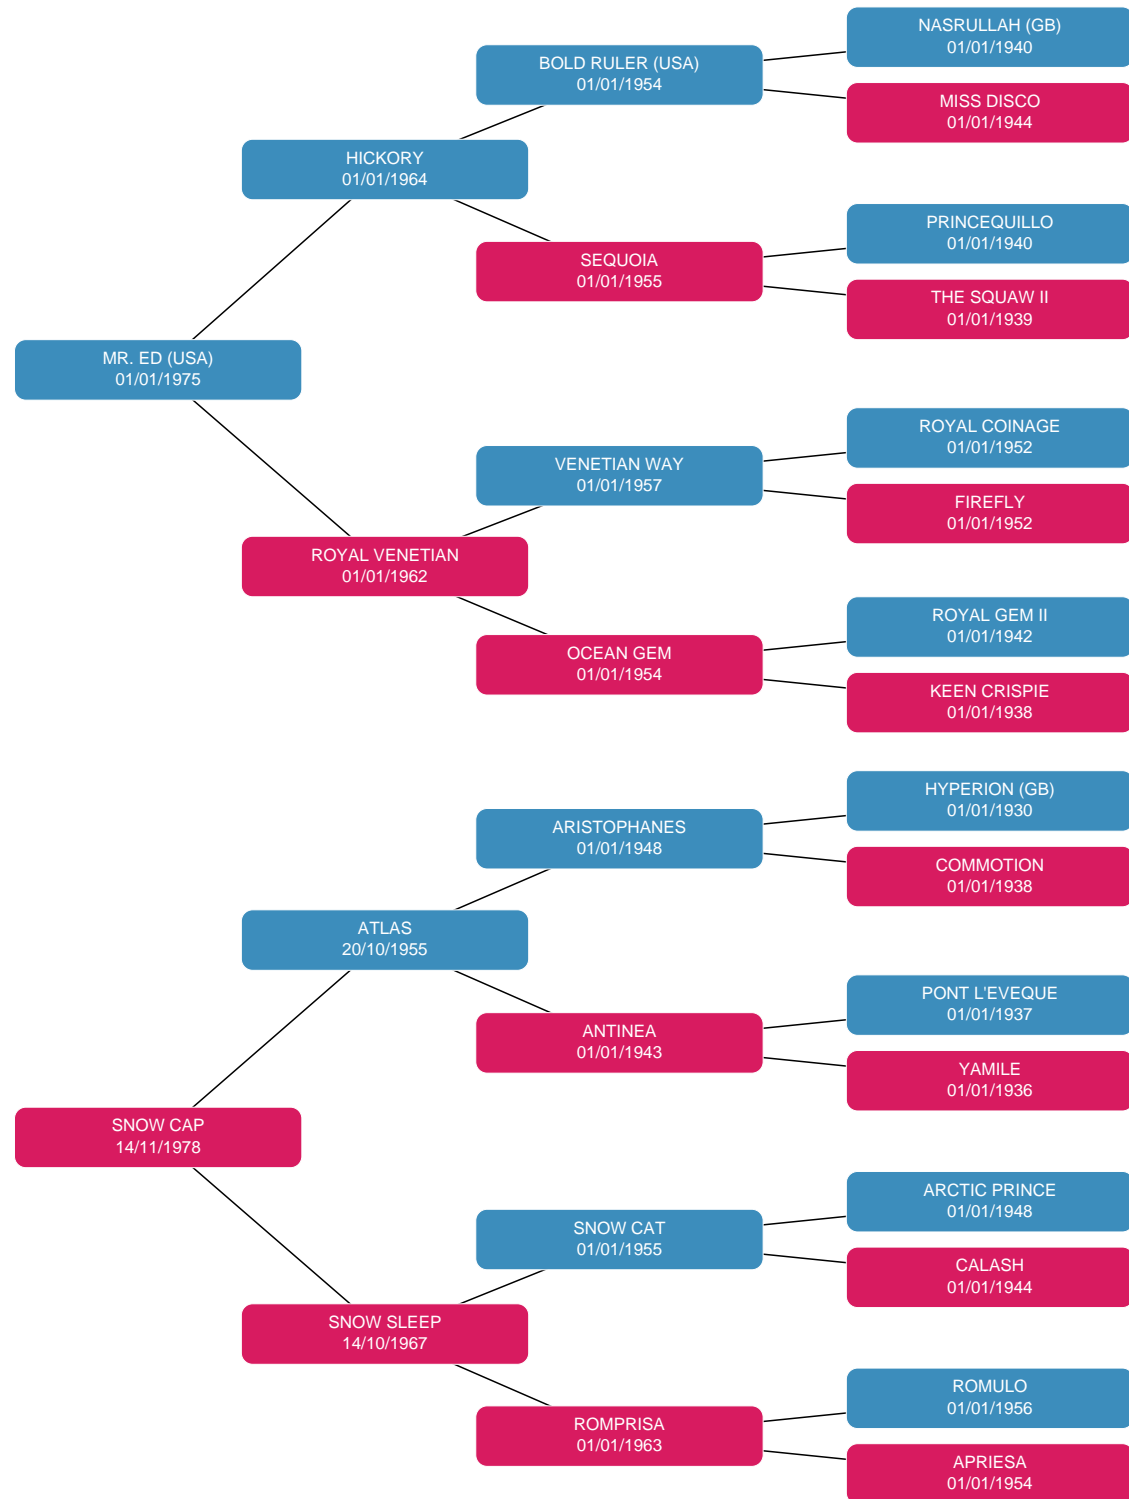 NASRULLAH (GB)
01/01/1940
BOLD RULER (USA)
01/01/1954
MISS DISCO
01/01/1944
HICKORY
01/01/1964
PRINCEQUILLO
01/01/1940
SEQUOIA
01/01/1955
THE SQUAW II
01/01/1939
MR. ED (USA)
01/01/1975
ROYAL COINAGE
01/01/1952
VENETIAN WAY
01/01/1957
FIREFLY
01/01/1952
ROYAL VENETIAN
01/01/1962
ROYAL GEM II
01/01/1942
OCEAN GEM
01/01/1954
KEEN CRISPIE
01/01/1938
HYPERION (GB)
01/01/1930
ARISTOPHANES
01/01/1948
COMMOTION
01/01/1938
ATLAS
20/10/1955
PONT L'EVEQUE
01/01/1937
ANTINEA
01/01/1943
YAMILE
01/01/1936
SNOW CAP
14/11/1978
ARCTIC PRINCE
01/01/1948
SNOW CAT
01/01/1955
CALASH
01/01/1944
SNOW SLEEP
14/10/1967
ROMULO
01/01/1956
ROMPRISA
01/01/1963
APRIESA
01/01/1954